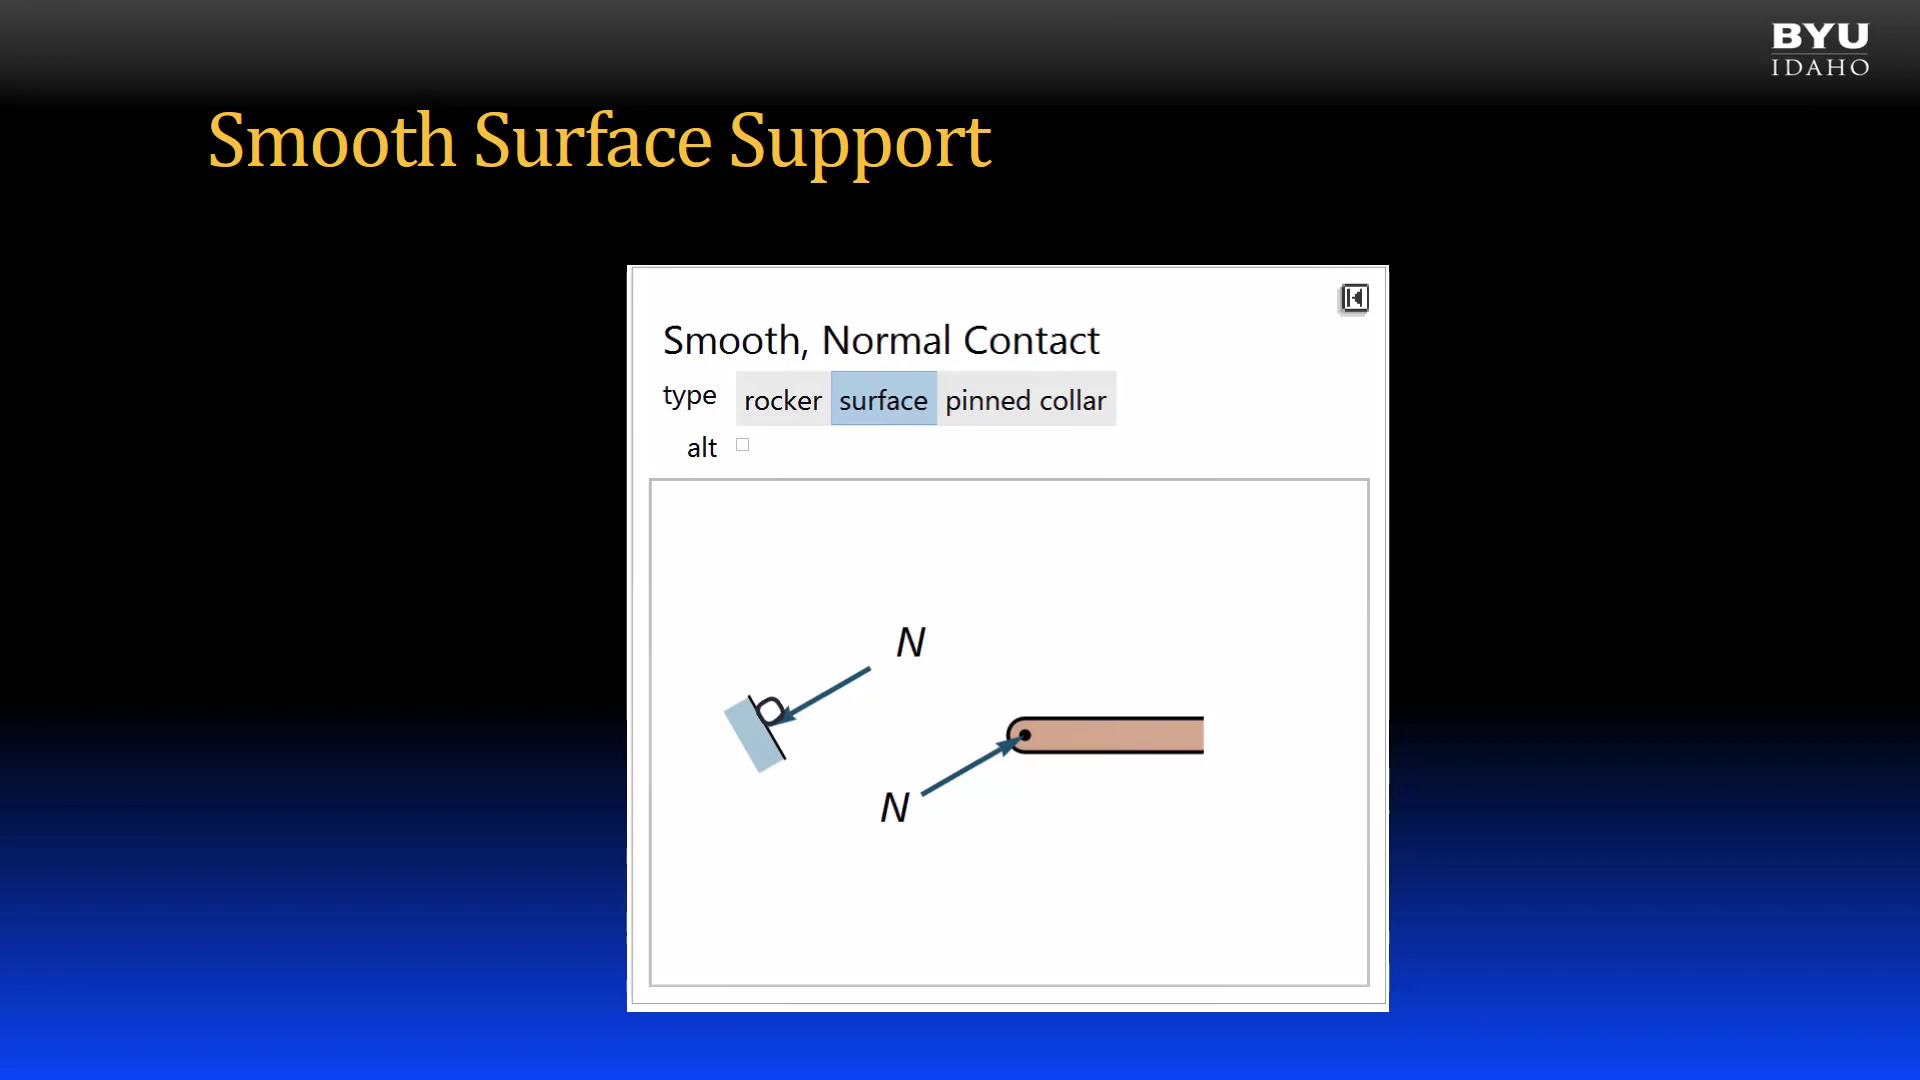 BYU
IDAHO
Smooth Surface Support
Smooth, Normal Contact
type rocker surface pinned collar
alt
N
N